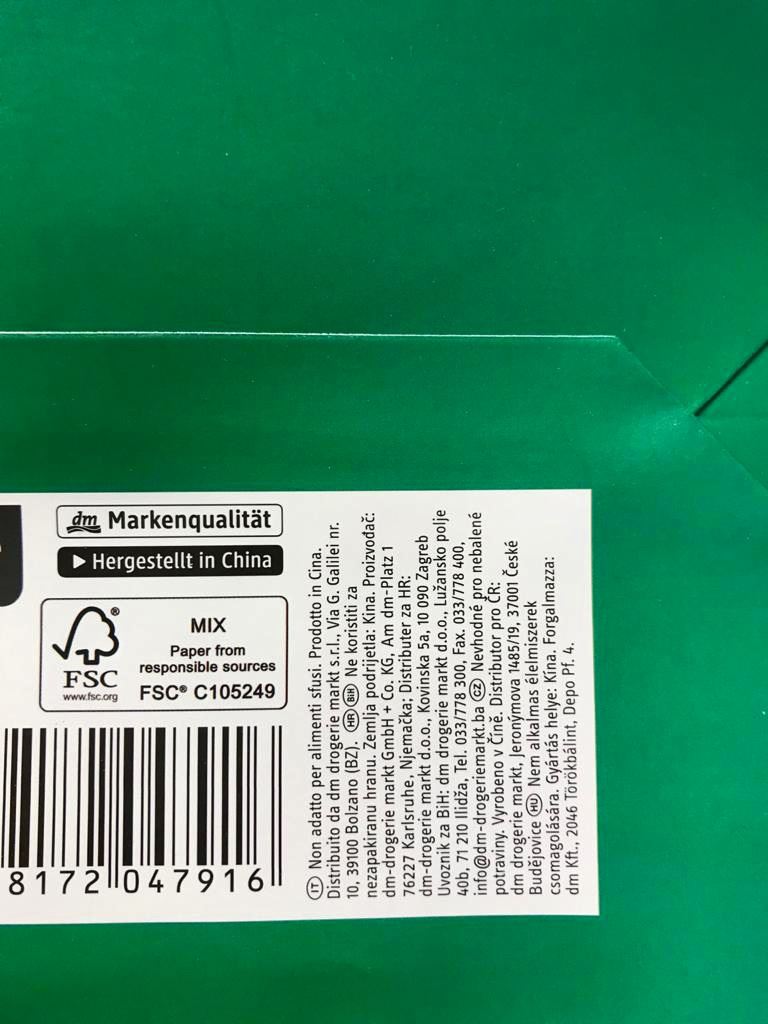 dm Markenqualität
Hergestellt in China
FSC®
www.fsc.org
MIX
Paper from
responsible sources
FSC® C105249
8172 047916
IT Non adatto per alimenti sfusi. Prodotto in Cina.
Distribuito da dm drogerie markt s.r.l., Via G. Galilei nr.
10, 39100 Bolzano (BZ). HR BiH Ne koristiti za
nezapakiranu hranu. Zemlja podrijetla: Kina. Proizvođač:
dm-drogerie markt GmbH + Co. KG, Am dm-Platz 1
76227 Karlsruhe, Njemačka; Distributer za HR:
dm-drogerie markt d.o.o., Kovinska 5a, 10 090 Zagreb
Uvoznik za BiH: dm drogerie markt d.o.o., Lužansko polje
40b, 71 210 Ilidža, Tel. 033/778 300, Fax. 033/778 400,
info@dm-drogeriemarkt.ba CZ Nevhodné pro nebalené
potraviny. Vyrobeno v Číně. Distributor pro ČR:
dm drogerie markt, Jeronýmova 1485/19, 37001 České
Budějovice HU Nem alkalmas élelmiszerek
csomagolására. Gyártás helye: Kína. Forgalmazza:
dm Kft., 2046 Törökbálint, Depo Pf. 4.